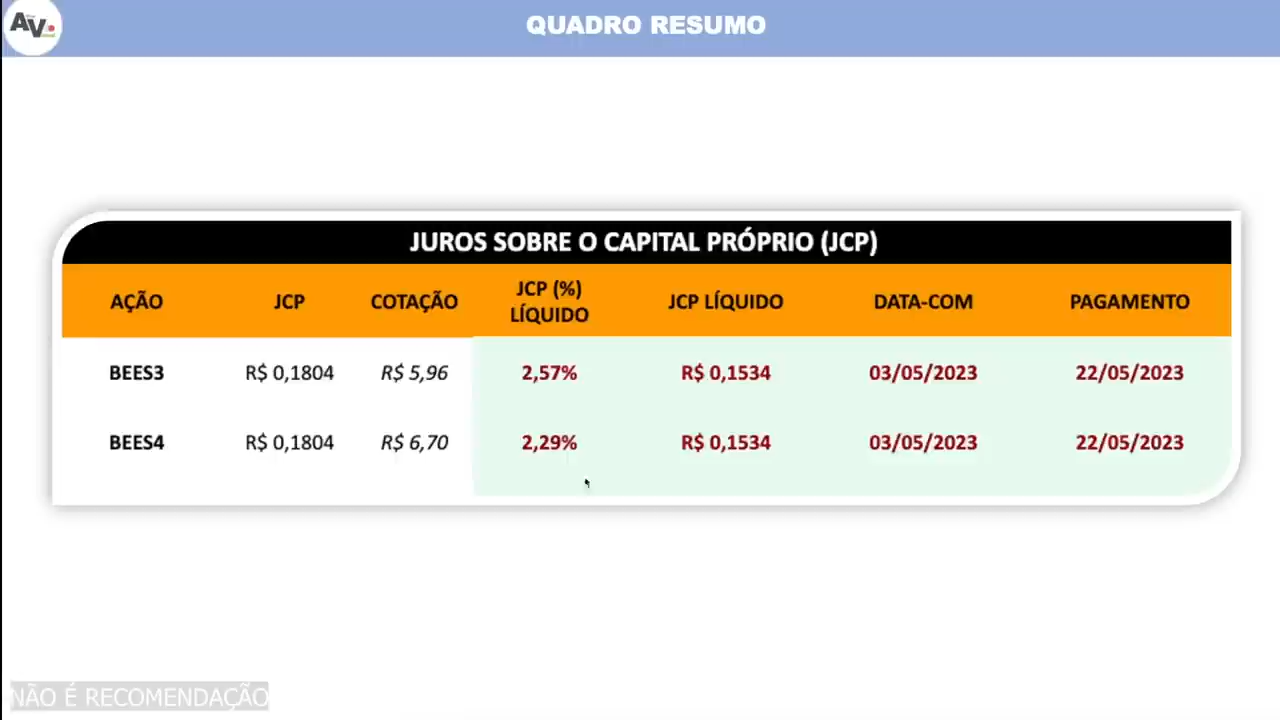 AV.
QUADRO RESUMO
JUROS SOBRE O CAPITAL PRÓPRIO (JCP)
AÇÃO JCP COTAÇÃO JCP (%) LÍQUIDO JCP LÍQUIDO DATA-COM PAGAMENTO
BEES3 R$ 0,1804 R$ 5,96 2,57% R$ 0,1534 03/05/2023 22/05/2023
BEES4 R$ 0,1804 R$ 6,70 2,29% R$ 0,1534 03/05/2023 22/05/2023
NÃO É RECOMENDAÇÃO